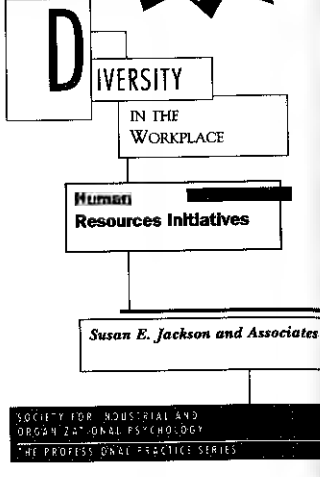 DIVERSITY
IN THE
WORKPLACE
Human
Resources Initiatives
Susan E. Jackson and Associates
SOCIETY FOR INDUSTRIAL AND
ORGANIZATIONAL PSYCHOLOGY
THE PROFESSIONAL PRACTICE SERIES